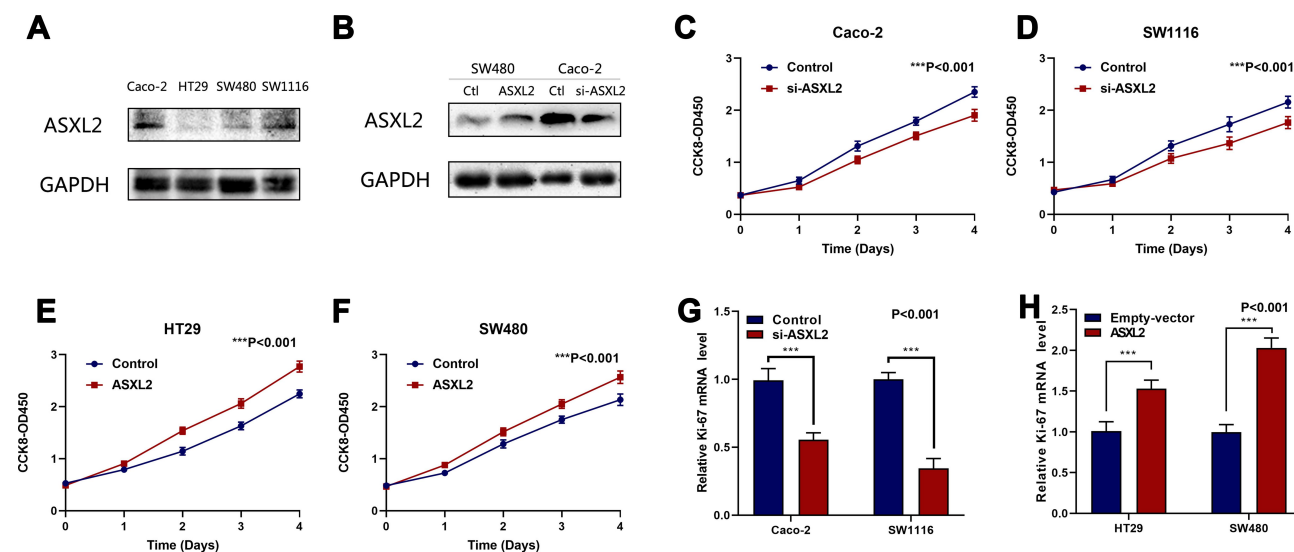 A
Caco-2 HT29 SW480 SW1116
ASXL2
GAPDH
B
SW480 Caco-2
Ctl ASXL2 Ctl si-ASXL2
ASXL2
GAPDH
C
Caco-2
Control
si-ASXL2
***P<0.001
CCK8-OD450
3
2
1
0
0 1 2 3 4
Time (Days)
D
SW1116
Control
si-ASXL2
***P<0.001
CCK8-OD450
3
2
1
0
0 1 2 3 4
Time (Days)
E
HT29
***P<0.001
Control
ASXL2
CCK8-OD450
3
2
1
0
0 1 2 3 4
Time (Days)
F
SW480
***P<0.001
Control
ASXL2
CCK8-OD450
3
2
1
0
0 1 2 3 4
Time (Days)
G
Control
si-ASXL2
P<0.001
*** ***
Relative Ki-67 mRNA level
1.5
1.0
0.5
0.0
Caco-2 SW1116
H
Empty-vector
ASXL2
P<0.001
*** ***
Relative Ki-67 mRNA level
2.5
2.0
1.5
1.0
0.5
0.0
HT29 SW480